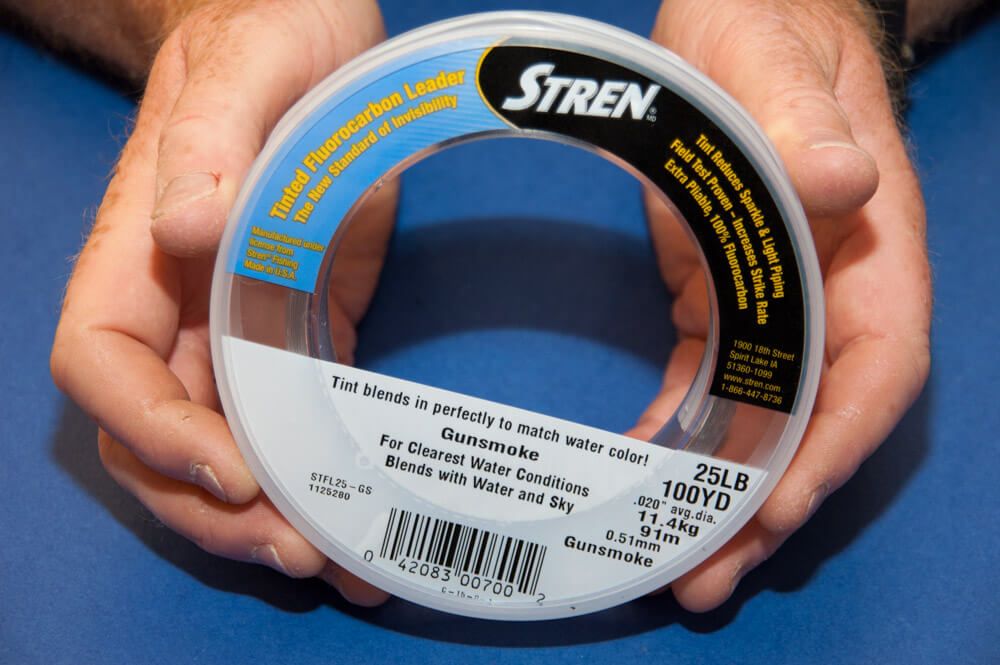 Tinted Fluorocarbon Leader
The New Standard of Invisibility
Manufactured under
license from
Stren® Fishing
Made in U.S.A.
STREN®
MD
Tint Reduces Sparkle & Light Piping
Field Test Proven – Increases Strike Rate
Extra Pliable, 100% Fluorocarbon
1900 18th Street
Spirit Lake IA
51360-1099
www.stren.com
1-866-447-8736
Tint blends in perfectly to match water color!
Gunsmoke
For Clearest Water Conditions
Blends with Water and Sky
STFL25-GS
1125280
25LB
100YD
.020" avg.dia.
11.4kg
91m
0.51mm
Gunsmoke
0 42083 00700 2